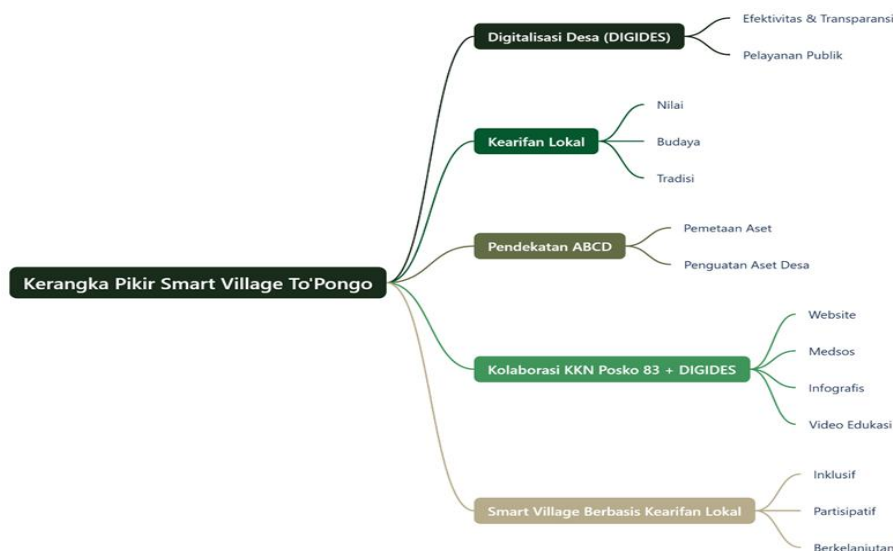 Kerangka Pikir Smart Village To'Pongo
Digitalisasi Desa (DIGIDES)
Efektivitas & Transparansi
Pelayanan Publik
Kearifan Lokal
Nilai
Budaya
Tradisi
Pendekatan ABCD
Pemetaan Aset
Penguatan Aset Desa
Kolaborasi KKN Posko 83 + DIGIDES
Website
Medsos
Infografis
Video Edukasi
Smart Village Berbasis Kearifan Lokal
Inklusif
Partisipatif
Berkelanjutan